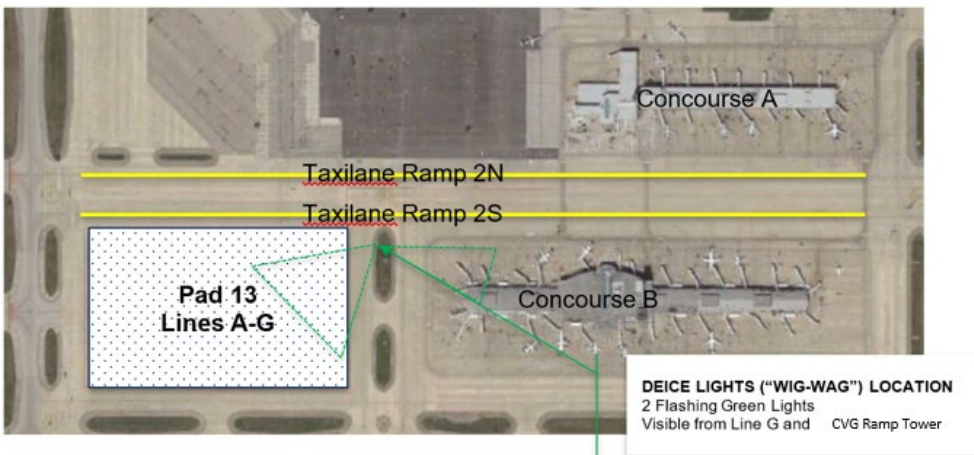 Concourse A
Taxilane Ramp 2N
Taxilane Ramp 2S
Pad 13
Lines A-G
Concourse B
DEICE LIGHTS (“WIG-WAG”) LOCATION
2 Flashing Green Lights
Visible from Line G and CVG Ramp Tower